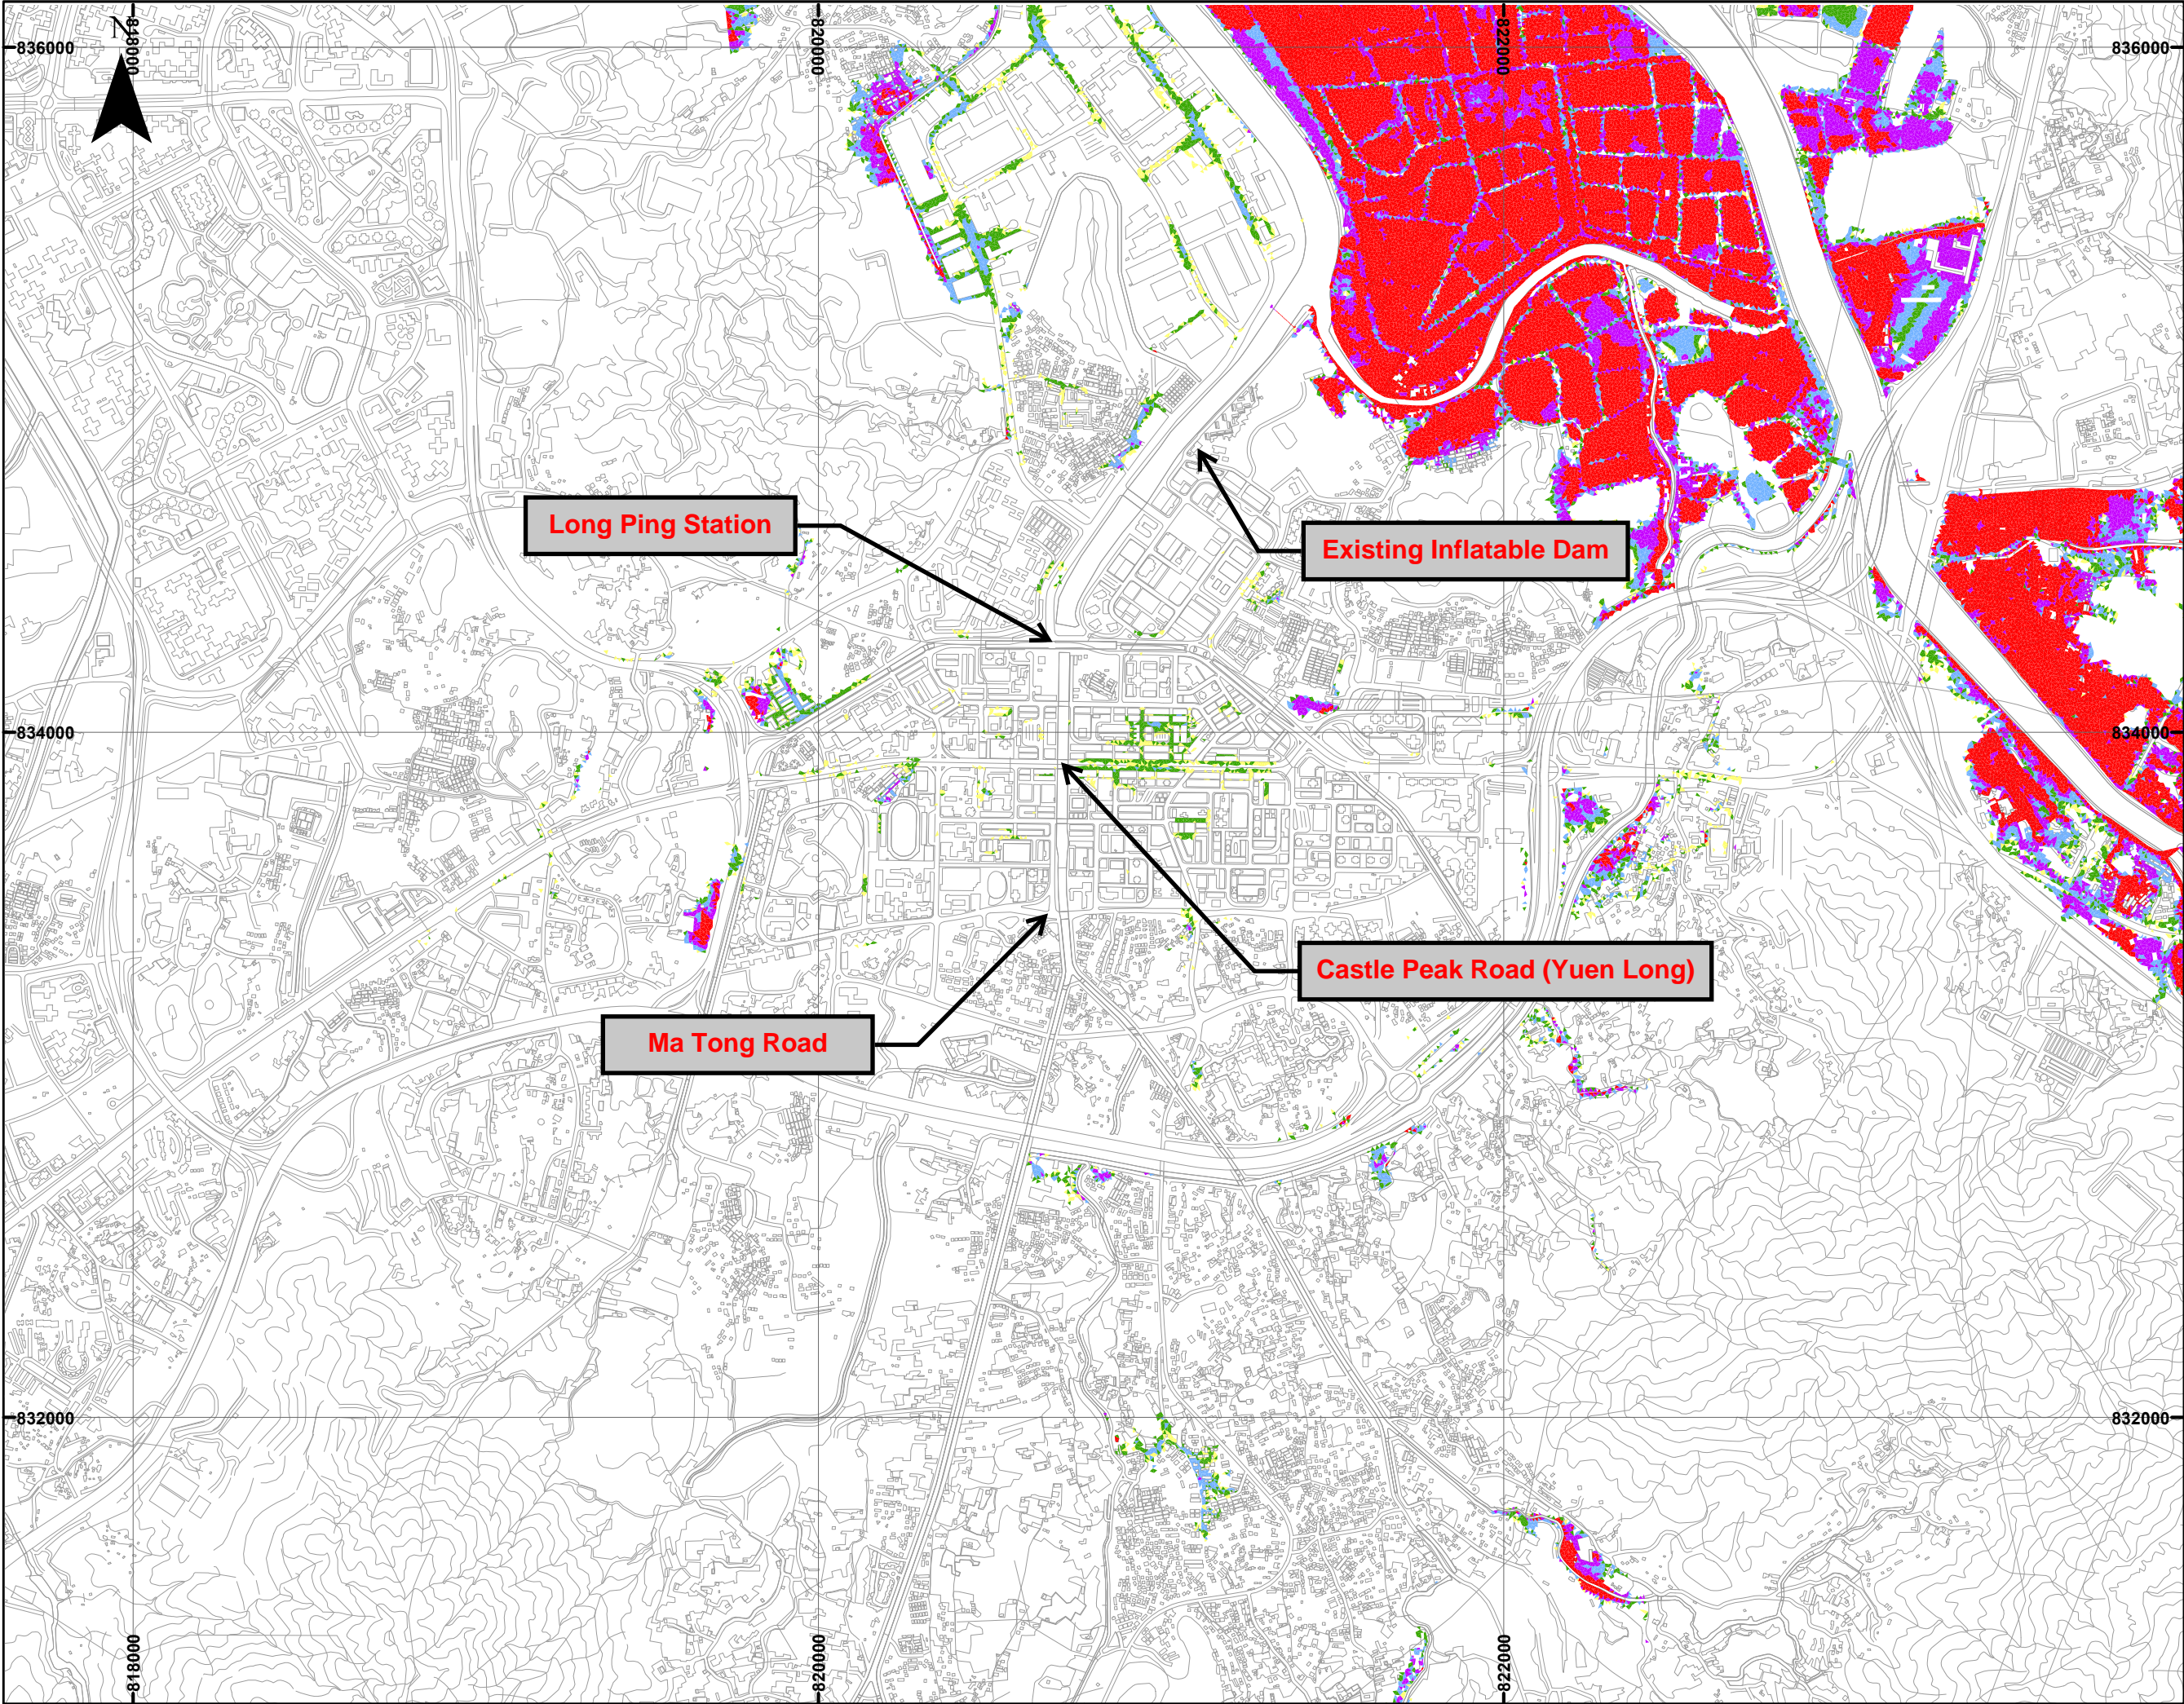 N
818000
820000
822000
836000
836000
Long Ping Station
Existing Inflatable Dam
834000
834000
Castle Peak Road (Yuen Long)
Ma Tong Road
832000
832000
818000
820000
822000